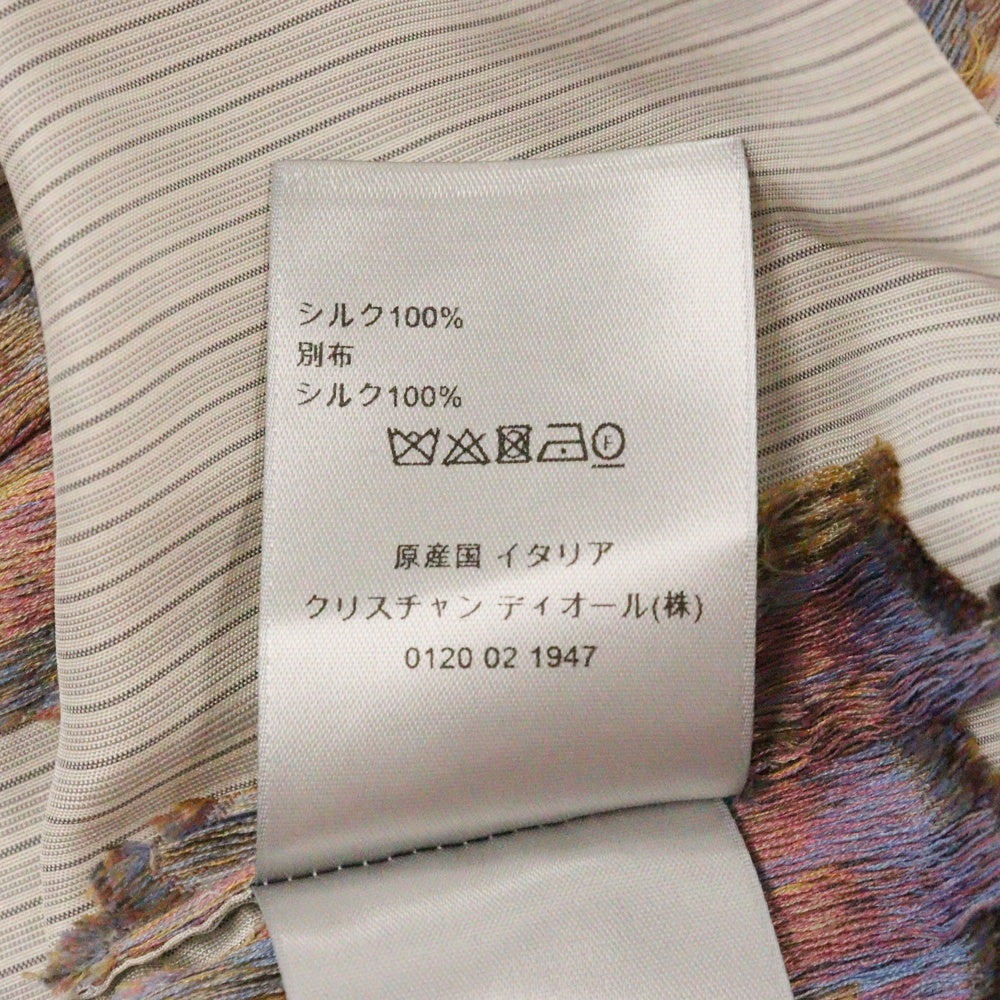 シルク100%
別布
シルク100%
F
原産国 イタリア
クリスチャン ディオール(株)
0120 02 1947